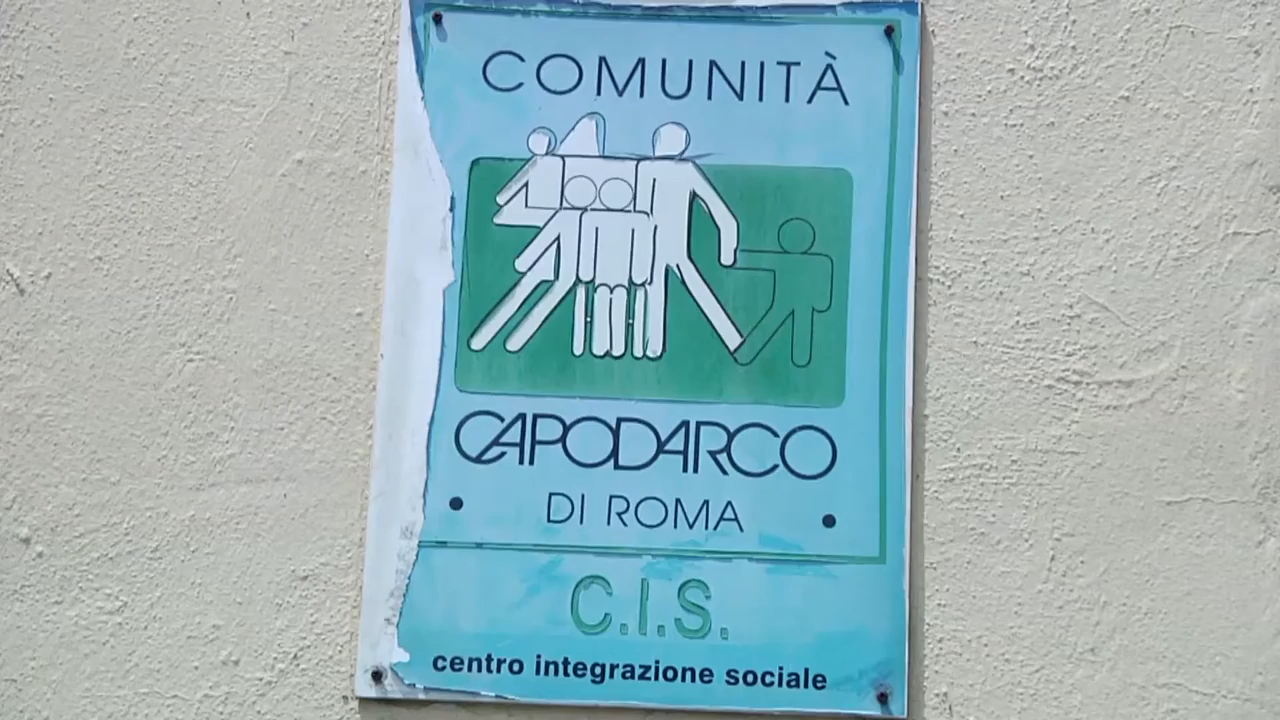 COMUNITÀ
CAPODARCO
DI ROMA
C.I.S.
centro integrazione sociale